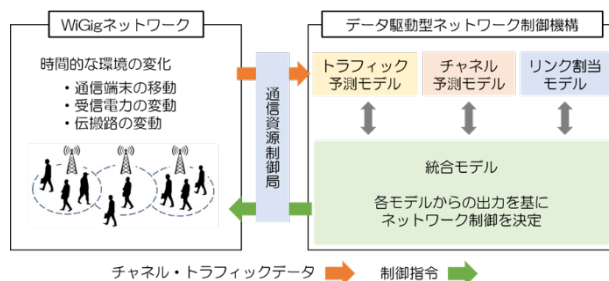 WiGigネットワーク
時間的な環境の変化
・通信端末の移動
・受信電力の変動
・伝搬路の変動
通信資源制御局
データ駆動型ネットワーク制御機構
トラフィック
予測モデル
チャネル
予測モデル
リンク割当
モデル
統合モデル
各モデルからの出力を基に
ネットワーク制御を決定
チャネル・トラフィックデータ
制御指令